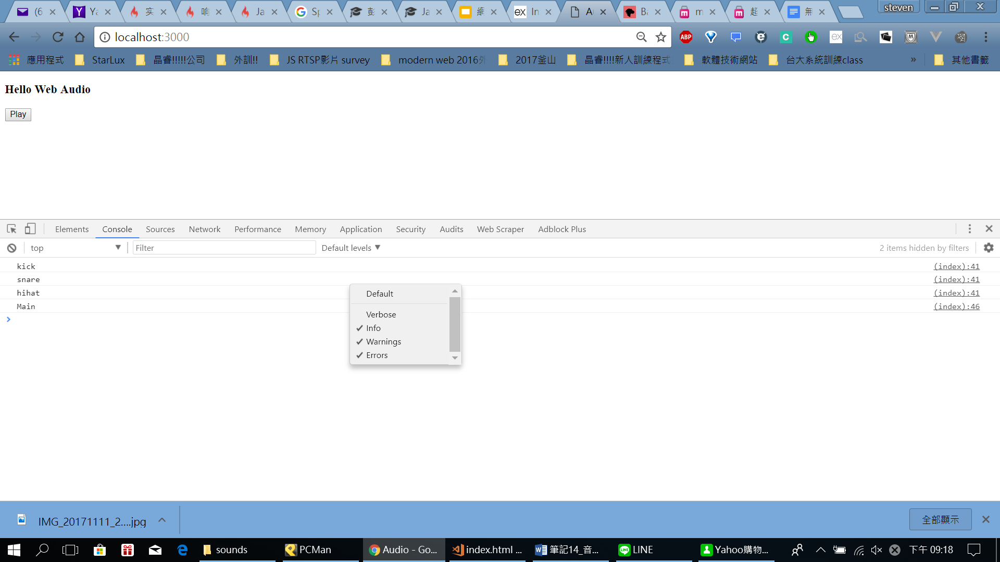 (6 Ya 实 响 Ja Sp 彭 Ja 網 In A Ba m 超 無 steven
localhost:3000 ABP
應用程式 StarLux 晶睿!!!!!公司 外訓!! JS RTSP影片 survey modern web 2016外 2017釜山 晶睿!!!!新人訓練程式 軟體技術網站 台大系統訓練class » 其他書籤
Hello Web Audio
Play
Elements Console Sources Network Performance Memory Application Security Audits Web Scraper Adblock Plus
top Filter Default levels 2 items hidden by filters
kick (index):41
snare (index):41
hihat (index):41
Main (index):46
Default
Verbose
Info
Warnings
Errors
IMG_20171111_2....jpg 全部顯示
sounds PCMan Audio - Go... index.html ... 筆記14_音... LINE Yahoo購物... 下午 09:18